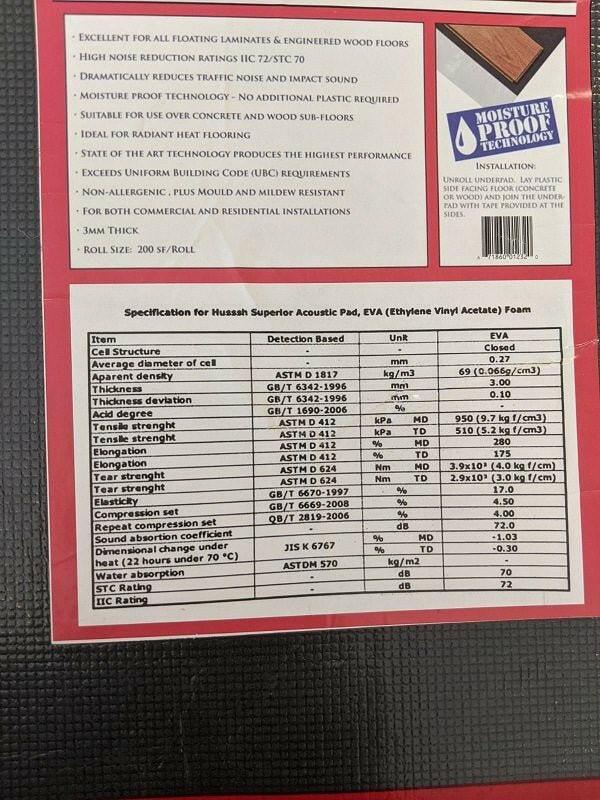 · Excellent for all floating laminates & engineered wood floors
· High noise reduction ratings IIC 72/STC 70
· Dramatically reduces traffic noise and impact sound
· Moisture proof technology – No additional plastic required
· Suitable for use over concrete and wood sub-floors
· Ideal for radiant heat flooring
· State of the art technology produces the highest performance
· Exceeds Uniform Building Code (UBC) requirements
· Non-allergenic, plus Mould and mildew resistant
· For both commercial and residential installations
· 3mm Thick
· Roll Size: 200 sf/Roll
MOISTURE
PROOF
TECHNOLOGY
Installation:
Unroll underpad. Lay plastic
side facing floor (concrete
or wood) and join the under-
pad with tape provided at the
sides.
71860 01232 0
Specification for Husssh Superior Acoustic Pad, EVA (Ethylene Vinyl Acetate) Foam
Item Detection Based Unit EVA
Cell Structure - - Closed
Average diameter of cell - mm 0.27
Aparent density ASTM D 1817 kg/m3 69 (0.066g/cm3)
Thickness GB/T 6342-1996 mm 3.00
Thickness deviation GB/T 6342-1996 mm 0.10
Acid degree GB/T 1690-2006 % -
Tensile strenght ASTM D 412 kPa MD 950 (9.7 kg f/cm3)
Tensile strenght ASTM D 412 kPa TD 510 (5.2 kg f/cm3)
Elongation ASTM D 412 % MD 280
Elongation ASTM D 412 % TD 175
Tear strenght ASTM D 624 Nm MD 3.9x10³ (4.0 kg f/cm)
Tear strenght ASTM D 624 Nm TD 2.9x10³ (3.0 kg f/cm)
Elasticity GB/T 6670-1997 % 17.0
Compression set GB/T 6669-2008 % 4.50
Repeat compression set QB/T 2819-2006 % 4.00
Sound absortion coefficient - dB 72.0
Dimensional change under % MD -1.03
heat (22 hours under 70 °C) JIS K 6767 % TD -0.30
Water absorption ASTDM 570 kg/m2 -
STC Rating - dB 70
IIC Rating - dB 72